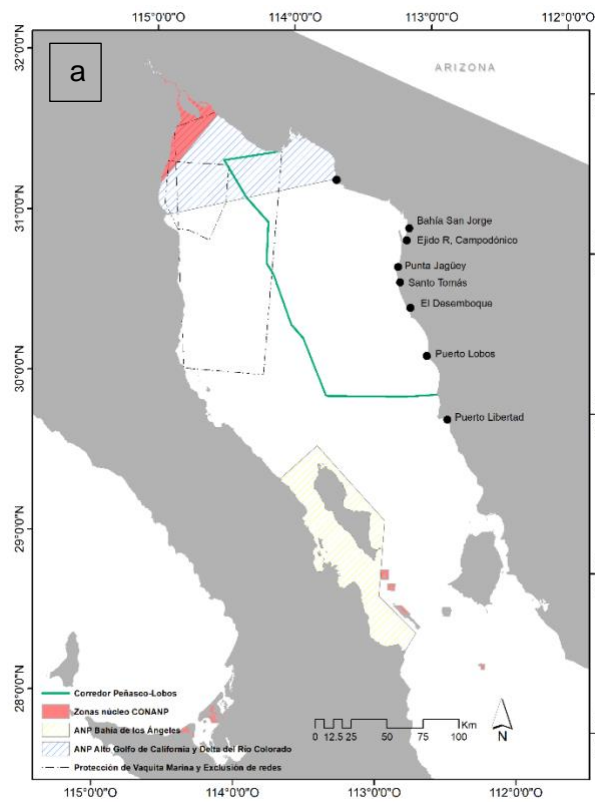 115°0'0"O 114°0'0"O 113°0'0"O 112°0'0"O
a
ARIZONA
32°0'0"N
31°0'0"N
Bahía San Jorge
Ejido R, Campodónico
Punta Jagüey
Santo Tomás
El Desemboque
Puerto Lobos
30°0'0"N
Puerto Libertad
29°0'0"N
28°0'0"N
Corredor Peñasco-Lobos
Zonas núcleo CONANP
ANP Bahía de los Ángeles
ANP Alto Golfo de California y Delta del Río Colorado
Protección de Vaquita Marina y Exclusión de redes
Km
0 12.5 25 50 75 100
N
115°0'0"O 114°0'0"O 113°0'0"O 112°0'0"O